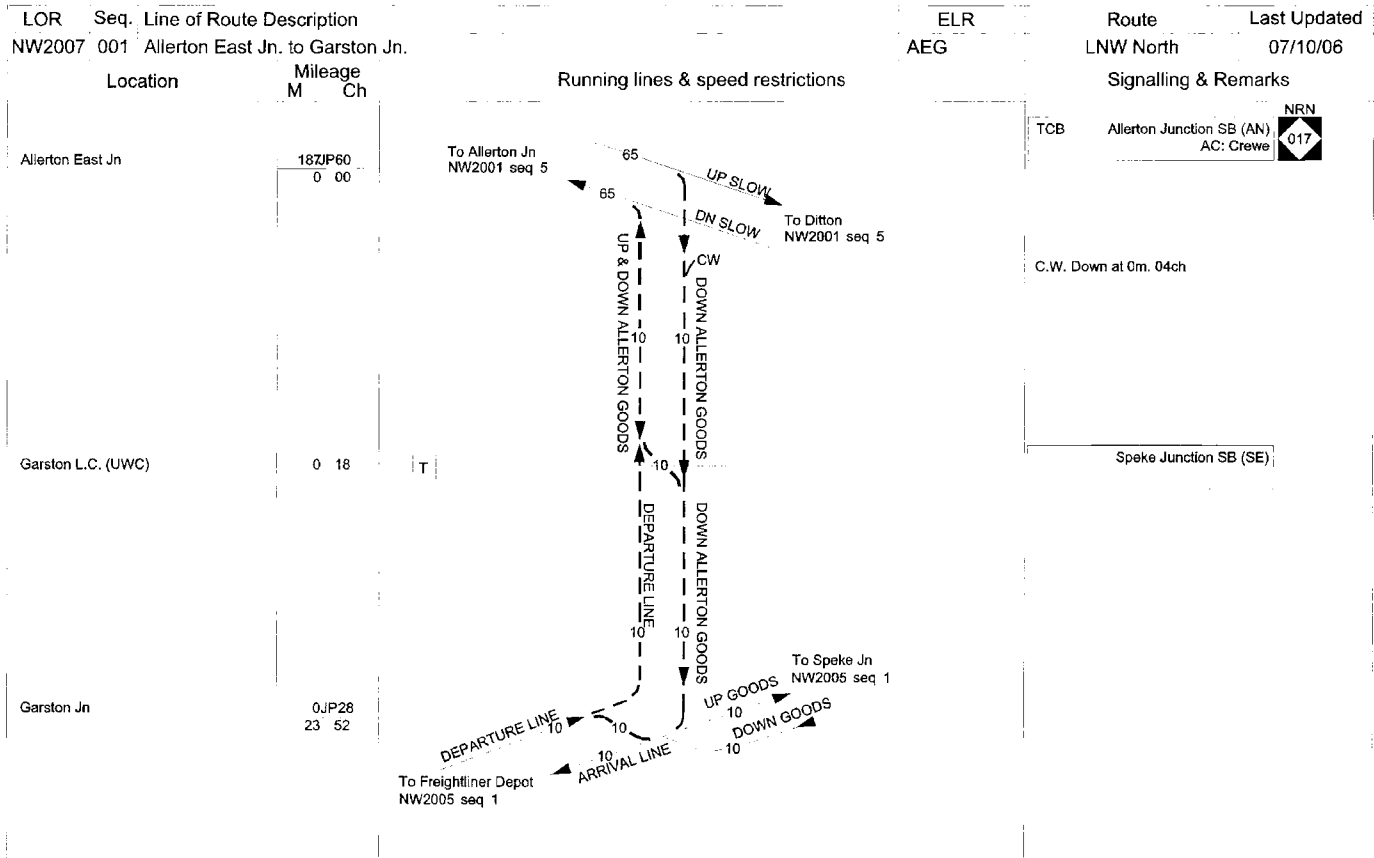 LOR Seq. Line of Route Description ELR Route Last Updated
NW2007 001 Allerton East Jn. to Garston Jn. AEG LNW North 07/10/06
Location Mileage Running lines & speed restrictions Signalling & Remarks
M Ch
NRN
TCB Allerton Junction SB (AN) 017
AC: Crewe
Allerton East Jn 187JP60
0 00
To Allerton Jn
NW2001 seq 5
65
UP SLOW
65
DN SLOW
To Ditton
NW2001 seq 5
CW
C.W. Down at 0m. 04ch
UP & DOWN ALLERTON GOODS
DOWN ALLERTON GOODS
10 10
Garston L.C. (UWC) 0 18 T
10
Speke Junction SB (SE)
DEPARTURE LINE
DOWN ALLERTON GOODS
10 10
To Speke Jn
NW2005 seq 1
Garston Jn 0JP28
23 52
UP GOODS
10
DOWN GOODS
10
DEPARTURE LINE
10 10
10
ARRIVAL LINE
To Freightliner Depot
NW2005 seq 1